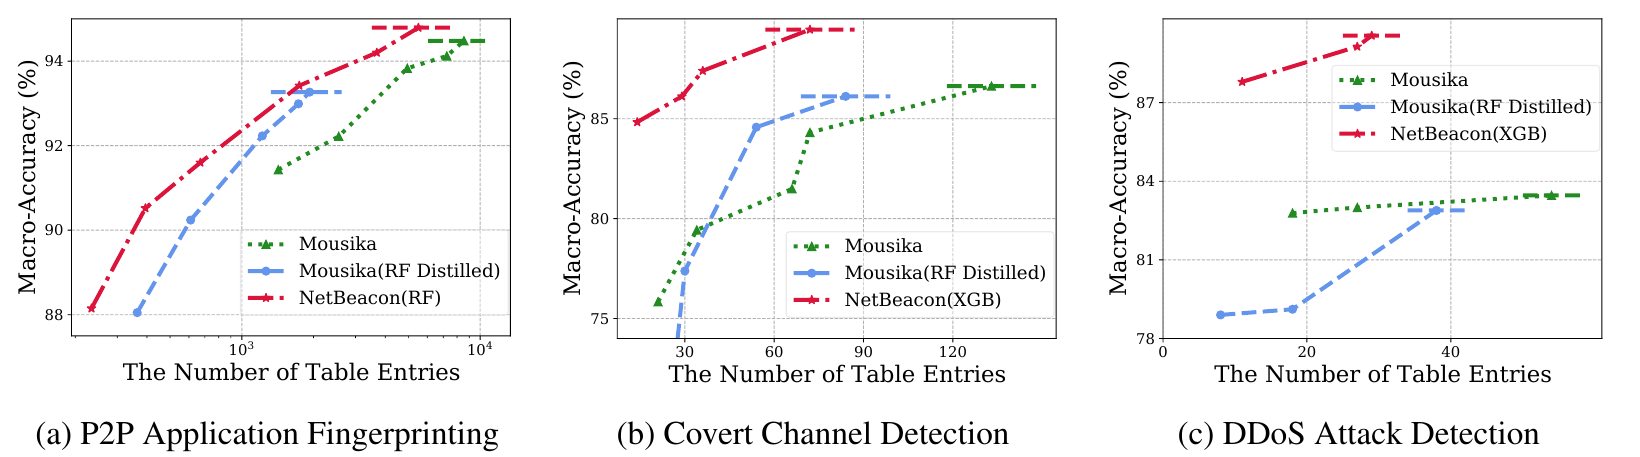 Macro-Accuracy (%)
94
92
90
88
10³
10⁴
The Number of Table Entries
Mousika
Mousika(RF Distilled)
NetBeacon(RF)
(a) P2P Application Fingerprinting
Macro-Accuracy (%)
85
80
75
30
60
90
120
The Number of Table Entries
Mousika
Mousika(RF Distilled)
NetBeacon(XGB)
(b) Covert Channel Detection
Macro-Accuracy (%)
87
84
81
78
0
20
40
The Number of Table Entries
Mousika
Mousika(RF Distilled)
NetBeacon(XGB)
(c) DDoS Attack Detection